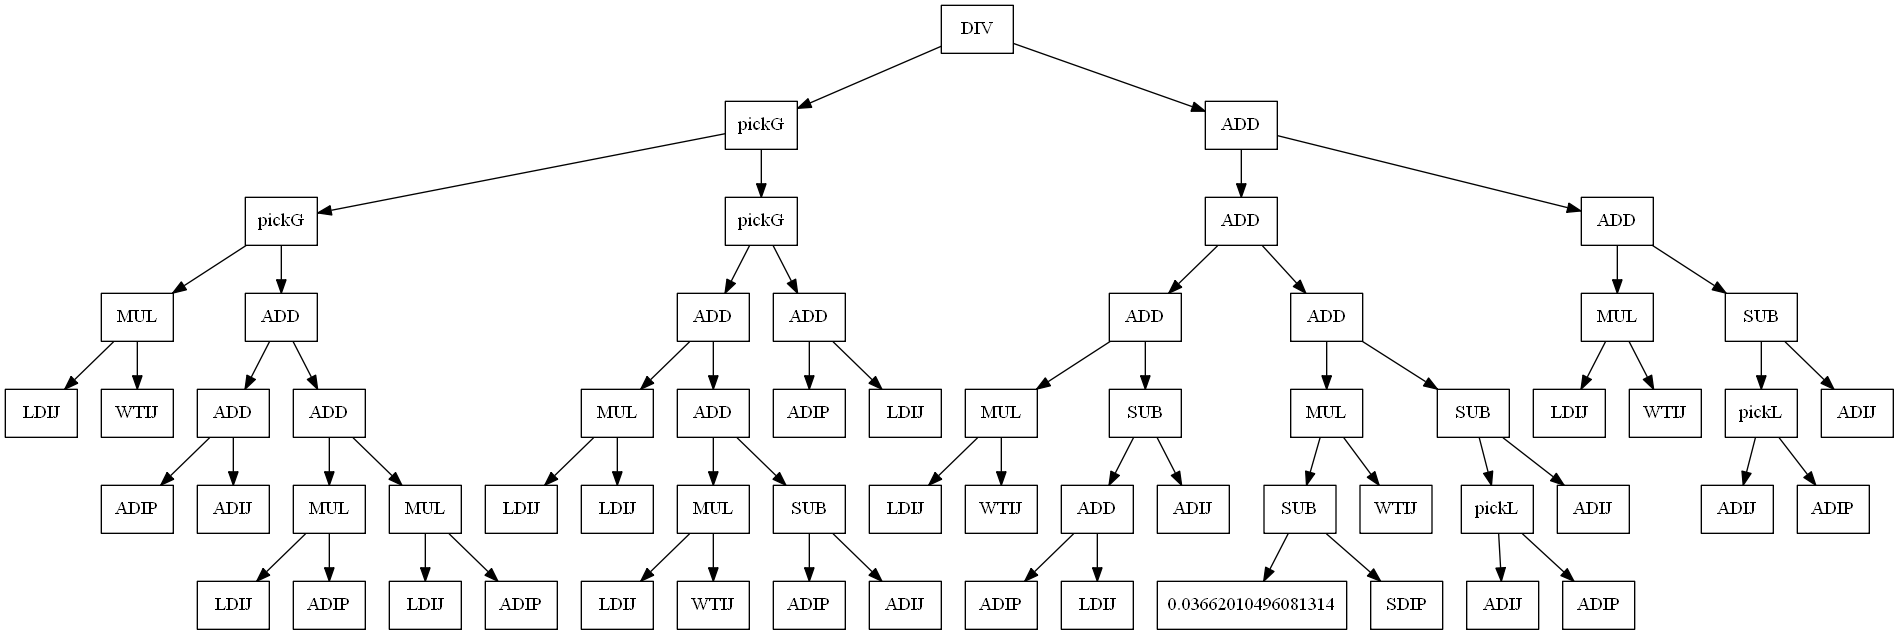 DIV
pickG ADD
pickG pickG ADD ADD
MUL ADD ADD ADD ADD ADD MUL SUB
LDIJ WTIJ ADD ADD MUL ADD ADIP LDIJ MUL SUB MUL SUB LDIJ WTIJ pickL ADIJ
ADIP ADIJ MUL MUL LDIJ LDIJ MUL SUB LDIJ WTIJ ADD ADIJ SUB WTIJ pickL ADIJ ADIJ ADIP
LDIJ ADIP LDIJ ADIP LDIJ WTIJ ADIP ADIJ ADIP LDIJ 0.03662010496081314 SDIP ADIJ ADIP